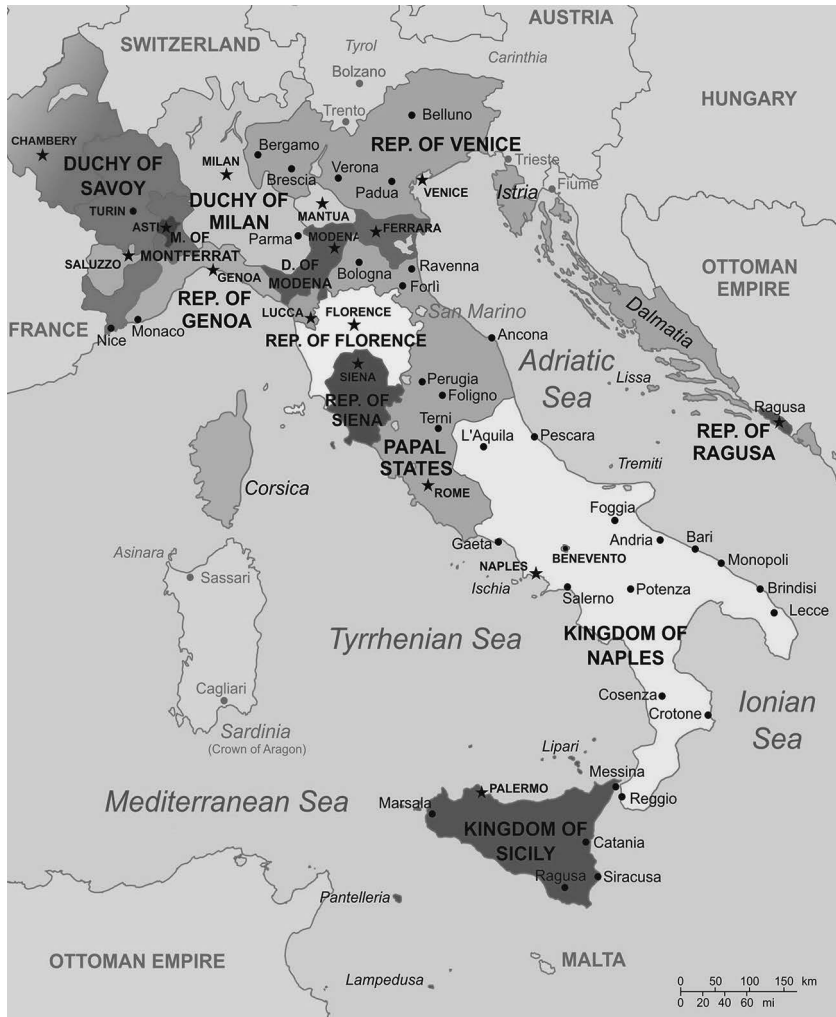 AUSTRIA
SWITZERLAND
Tyrol
Carinthia
Bolzano
HUNGARY
Trento
Belluno
CHAMBERY
Bergamo
REP. OF VENICE
DUCHY OF
SAVOY
MILAN
Verona
Trieste
Brescia
Padua
VENICE
Istria
Fiume
DUCHY OF
MILAN
TURIN
MANTUA
ASTI
M. OF
MONTFERRAT
Parma
MODENA
FERRARA
SALUZZO
GENOA
D. OF
MODENA
Bologna
Ravenna
OTTOMAN
EMPIRE
Forlì
REP. OF
GENOA
LUCCA
FLORENCE
San Marino
Dalmatia
FRANCE
Nice
Monaco
REP. OF FLORENCE
Ancona
Adriatic
Sea
SIENA
Perugia
Foligno
Lissa
REP. OF
SIENA
Terni
Ragusa
PAPAL
STATES
L'Aquila
Pescara
REP. OF
RAGUSA
Tremiti
Corsica
ROME
Foggia
Gaeta
Andria
Bari
Asinara
BENEVENTO
Monopoli
NAPLES
Sassari
Ischia
Salerno
Potenza
Brindisi
Lecce
Tyrrhenian Sea
KINGDOM OF
NAPLES
Cagliari
Cosenza
Crotone
Ionian
Sea
Sardinia
(Crown of Aragon)
Lipari
Messina
PALERMO
Reggio
Mediterranean Sea
Marsala
KINGDOM OF
SICILY
Catania
Ragusa
Siracusa
Pantelleria
OTTOMAN EMPIRE
MALTA
Lampedusa
0 50 100 150 km
0 20 40 60 mi